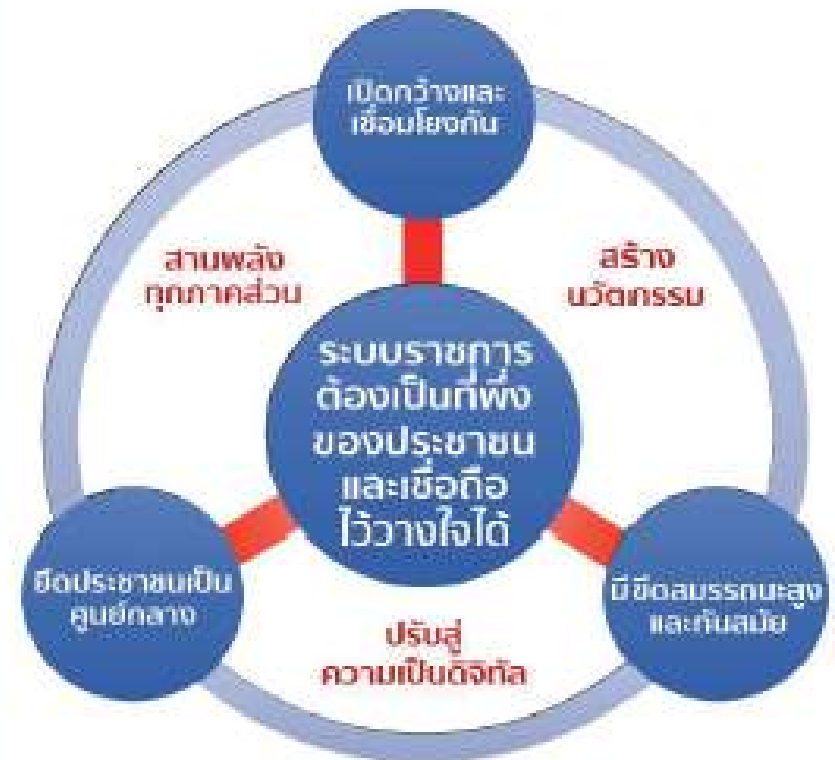 เปิดกว้างและ
เชื่อมโยงกัน
สานพลัง
ทุกภาคส่วน
สร้าง
นวัตกรรม
ระบบราชการ
ต้องเป็นที่พึ่ง
ของประชาชน
และเชื่อถือ
ไว้วางใจได้
ยึดประชาชนเป็น
ศูนย์กลาง
มีขีดสมรรถนะสูง
และทันสมัย
ปรับสู่
ความเป็นดิจิทัล